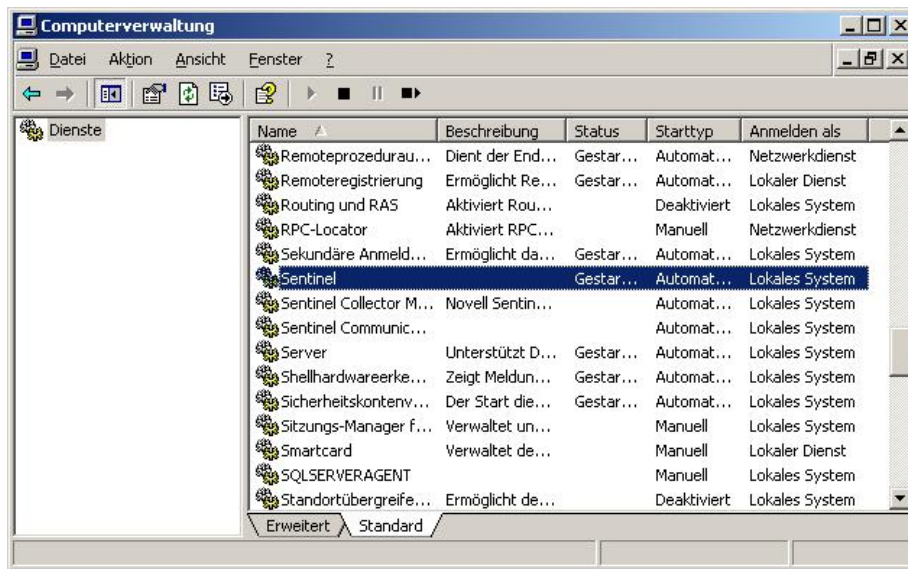 Computerverwaltung
Datei Aktion Ansicht Fenster ?
Dienste
Name Beschreibung Status Starttyp Anmelden als
Remoteprozedurau... Dient der End... Gestar... Automat... Netzwerkdienst
Remoteregistrierung Ermöglicht Re... Gestar... Automat... Lokaler Dienst
Routing und RAS Aktiviert Rou... Deaktiviert Lokales System
RPC-Locator Aktiviert RPC... Manuell Netzwerkdienst
Sekundäre Anmeld... Ermöglicht da... Gestar... Automat... Lokales System
Sentinel Gestar... Automat... Lokales System
Sentinel Collector M... Novell Sentin... Automat... Lokales System
Sentinel Communic... Automat... Lokales System
Server Unterstützt D... Gestar... Automat... Lokales System
Shellhardwareerke... Zeigt Meldun... Gestar... Automat... Lokales System
Sicherheitskontenv... Der Start die... Gestar... Automat... Lokales System
Sitzungs-Manager f... Verwaltet un... Manuell Lokales System
Smartcard Verwaltet de... Manuell Lokaler Dienst
SQLSERVERAGENT Manuell Lokales System
Standortübergreife... Ermöglicht de... Deaktiviert Lokales System
Erweitert Standard